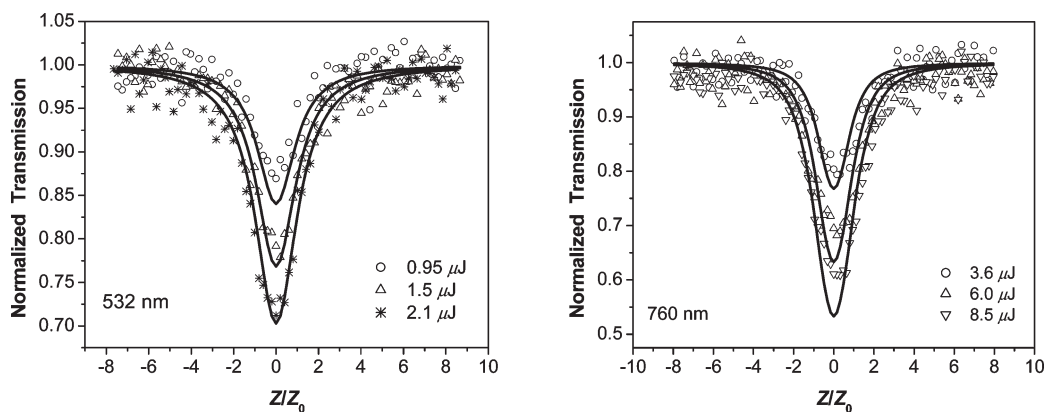 1.05
1.00
0.95
0.90
0.85
0.80
0.75
0.70
Normalized Transmission
532 nm
0.95 μJ
1.5 μJ
2.1 μJ
-8 -6 -4 -2 0 2 4 6 8 10
Z/Z0
1.0
0.9
0.8
0.7
0.6
0.5
Normalized Transmission
760 nm
3.6 μJ
6.0 μJ
8.5 μJ
-10 -8 -6 -4 -2 0 2 4 6 8 10
Z/Z0